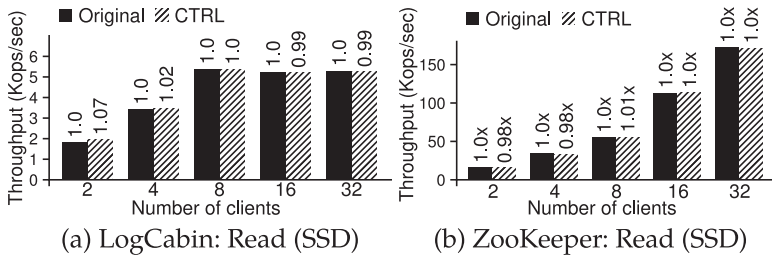 Original CTRL
Throughput (Kops/sec)
6
5
4
3
2
1
0
1.0 1.07 1.0 1.02 1.0 1.0 1.0 0.99 1.0 0.99
2 4 8 16 32
Number of clients
(a) LogCabin: Read (SSD)
Original CTRL
Throughput (Kops/sec)
150
100
50
0
1.0x 0.98x 1.0x 0.98x 1.0x 1.01x 1.0x 1.0x 1.0x 1.0x
2 4 8 16 32
Number of clients
(b) ZooKeeper: Read (SSD)